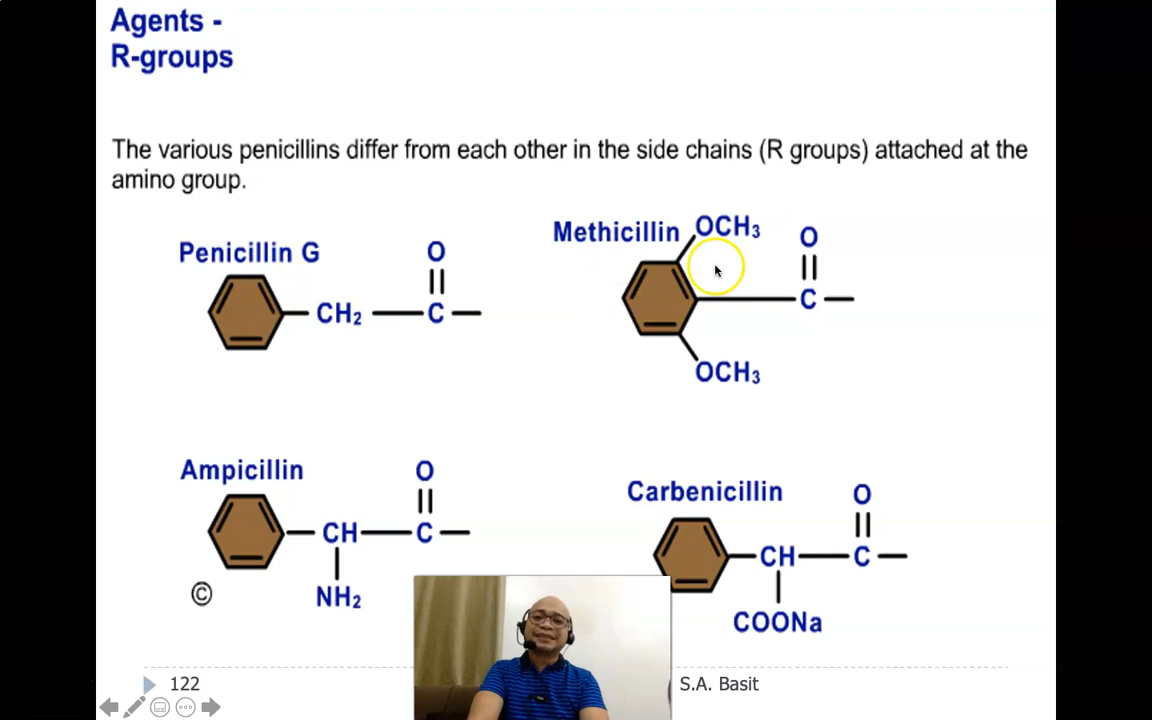 Agents -
R-groups
The various penicillins differ from each other in the side chains (R groups) attached at the
amino group.
Penicillin G
O
CH₂
C
Methicillin
OCH₃
O
C
OCH₃
Ampicillin
O
CH
C
NH₂
Carbenicillin
O
CH
C
COONa
©
122
S.A. Basit